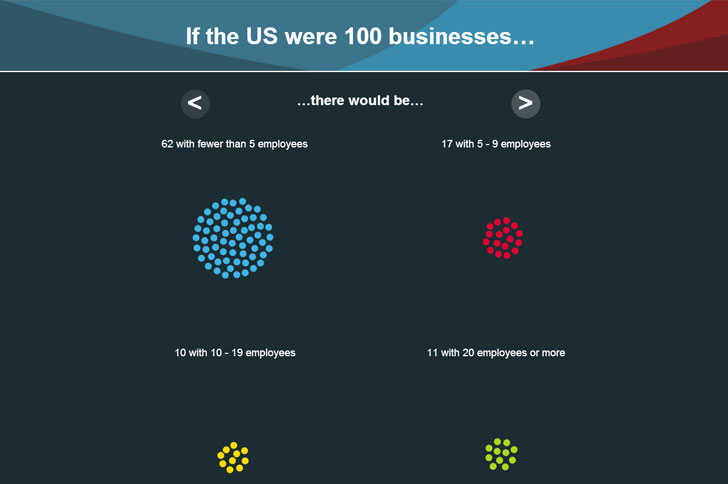 If the US were 100 businesses…
< …there would be… >
62 with fewer than 5 employees
17 with 5 - 9 employees
10 with 10 - 19 employees
11 with 20 employees or more